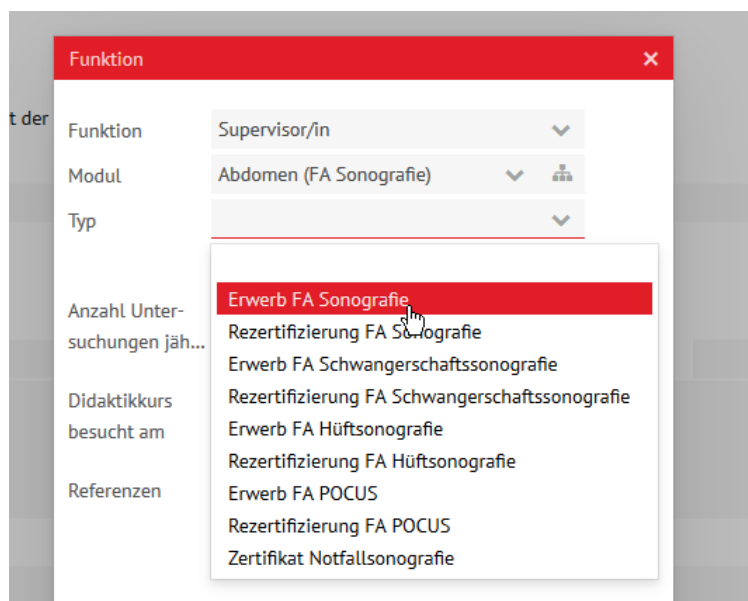 Funktion
t der
Funktion Supervisor/in
Modul Abdomen (FA Sonografie)
Typ
Erwerb FA Sonografie
Anzahl Unter-
suchungen jäh...
Rezertifizierung FA Sonografie
Erwerb FA Schwangerschaftssonografie
Didaktikkurs
besucht am
Rezertifizierung FA Schwangerschaftssonografie
Erwerb FA Hüftsonografie
Rezertifizierung FA Hüftsonografie
Referenzen
Erwerb FA POCUS
Rezertifizierung FA POCUS
Zertifikat Notfallsonografie